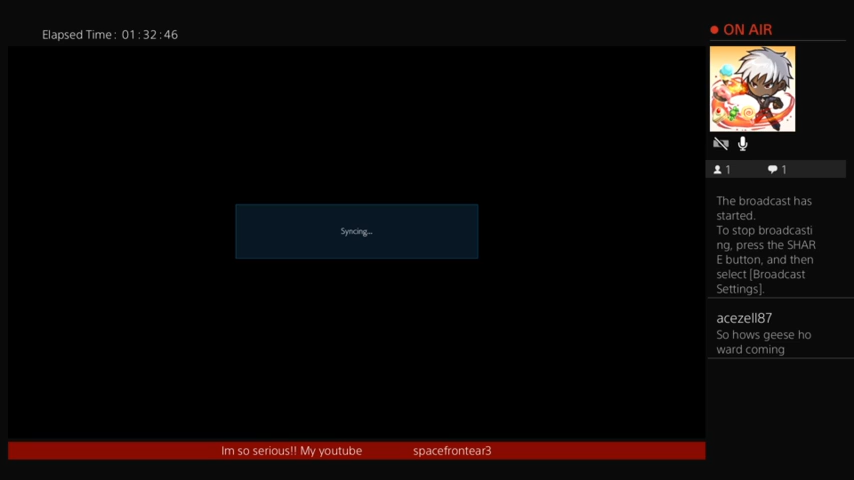 Elapsed Time: 01:32:46
ON AIR
1
1
Syncing...
The broadcast has
started.
To stop broadcasti
ng, press the SHAR
E button, and then
select [Broadcast
Settings].
acezell87
So hows geese ho
ward coming
Im so serious!! My youtube spacefrontear3